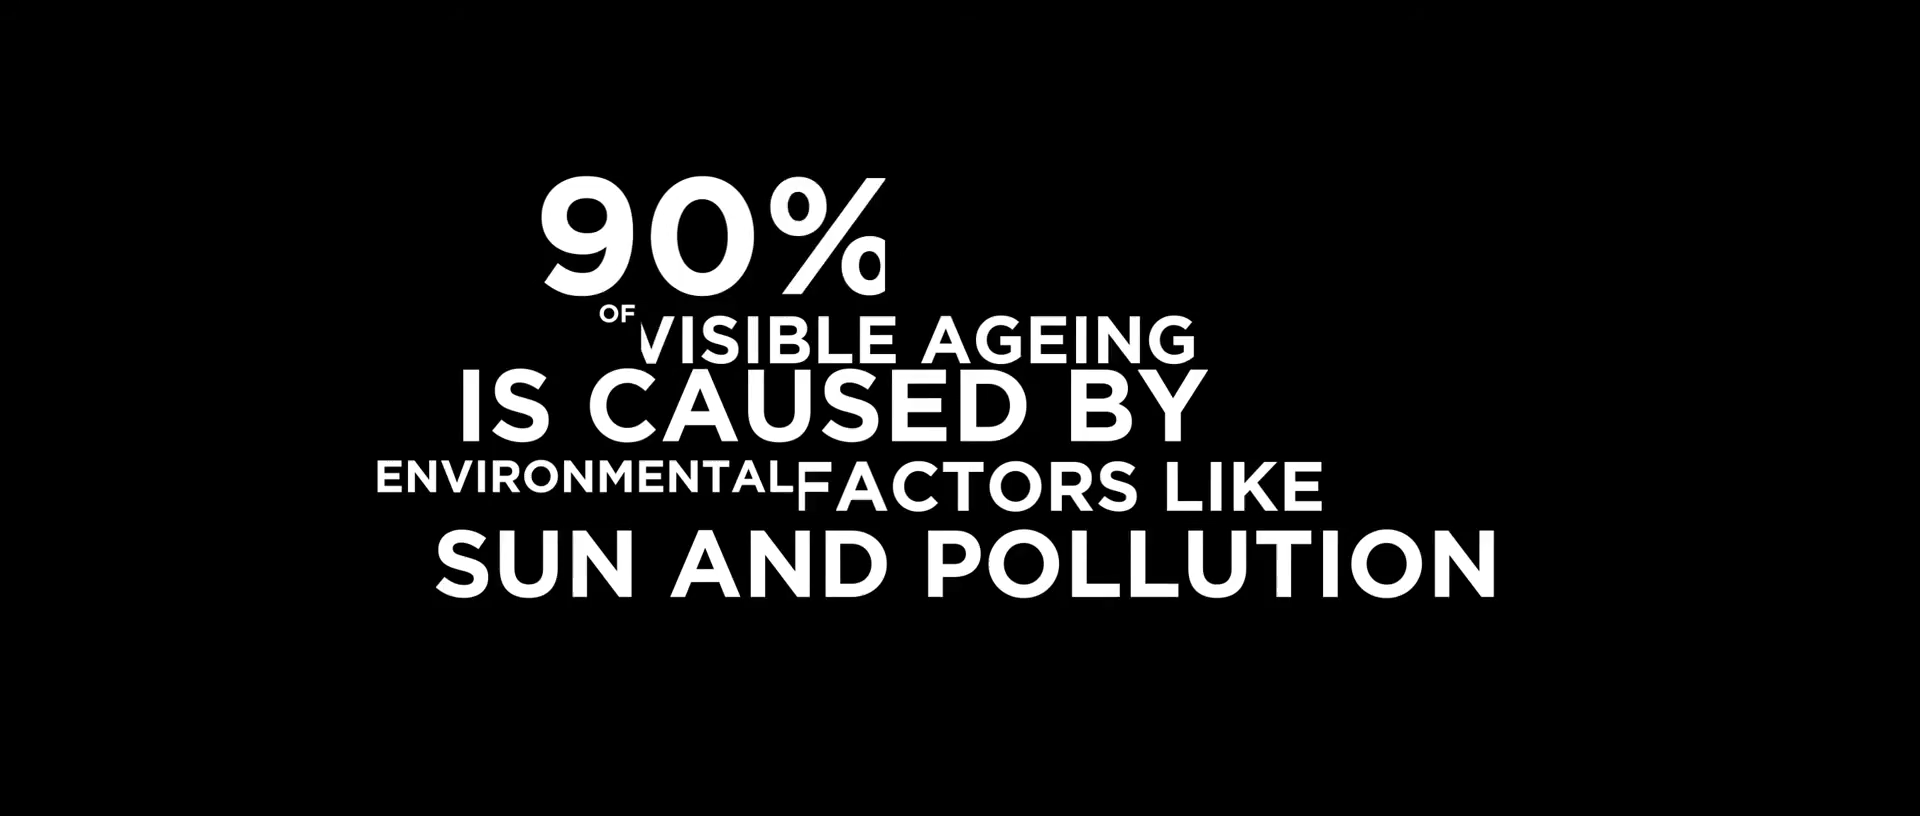 90%
OF VISIBLE AGEING
IS CAUSED BY
ENVIRONMENTAL FACTORS LIKE
SUN AND POLLUTION